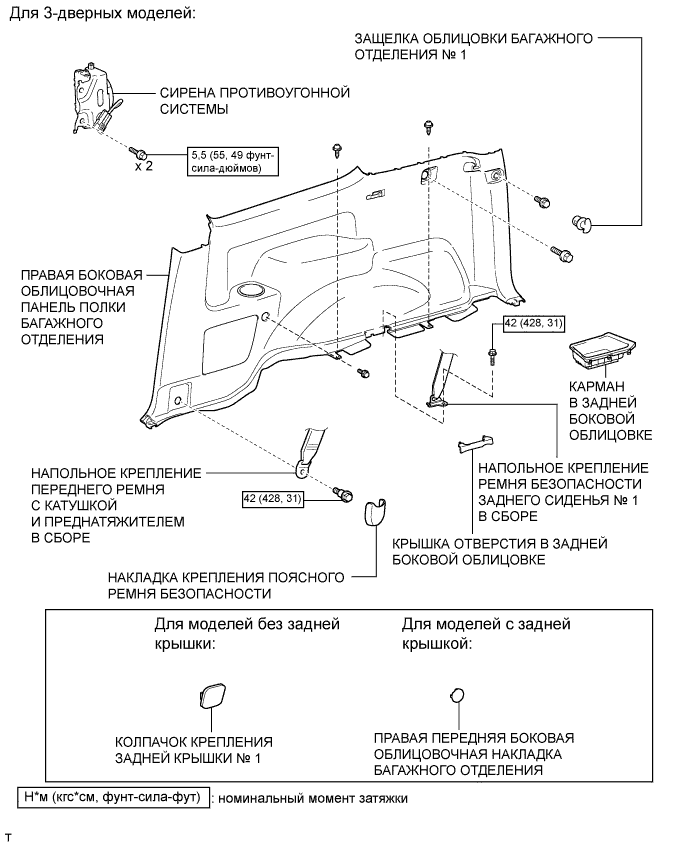 Для 3-дверных моделей:
ЗАЩЕЛКА ОБЛИЦОВКИ БАГАЖНОГО
ОТДЕЛЕНИЯ № 1
СИРЕНА ПРОТИВОУГОННОЙ
СИСТЕМЫ
x 2
5,5 (55, 49 фунт-
сила-дюймов)
ПРАВАЯ БОКОВАЯ
ОБЛИЦОВОЧНАЯ
ПАНЕЛЬ ПОЛКИ
БАГАЖНОГО
ОТДЕЛЕНИЯ
42 (428, 31)
КАРМАН
В ЗАДНЕЙ
БОКОВОЙ
ОБЛИЦОВКЕ
НАПОЛЬНОЕ КРЕПЛЕНИЕ
ПЕРЕДНЕГО РЕМНЯ
С КАТУШКОЙ
И ПРЕДНАТЯЖИТЕЛЕМ
В СБОРЕ
42 (428, 31)
НАПОЛЬНОЕ КРЕПЛЕНИЕ
РЕМНЯ БЕЗОПАСНОСТИ
ЗАДНЕГО СИДЕНЬЯ № 1
В СБОРЕ
КРЫШКА ОТВЕРСТИЯ В ЗАДНЕЙ
БОКОВОЙ ОБЛИЦОВКЕ
НАКЛАДКА КРЕПЛЕНИЯ ПОЯСНОГО
РЕМНЯ БЕЗОПАСНОСТИ
Для моделей без задней
крышки:
Для моделей с задней
крышкой:
КОЛПАЧОК КРЕПЛЕНИЯ
ЗАДНЕЙ КРЫШКИ № 1
ПРАВАЯ ПЕРЕДНЯЯ БОКОВАЯ
ОБЛИЦОВОЧНАЯ НАКЛАДКА
БАГАЖНОГО ОТДЕЛЕНИЯ
Н*м (кгс*см, фунт-сила-фут) : номинальный момент затяжки
T